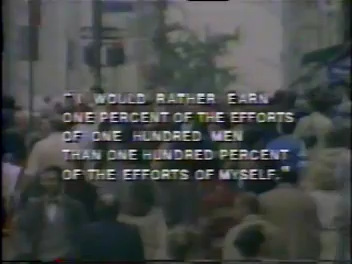 "I WOULD RATHER EARN
ONE PERCENT OF THE EFFORTS
OF ONE HUNDRED MEN
THAN ONE HUNDRED PERCENT
OF THE EFFORTS OF MYSELF."